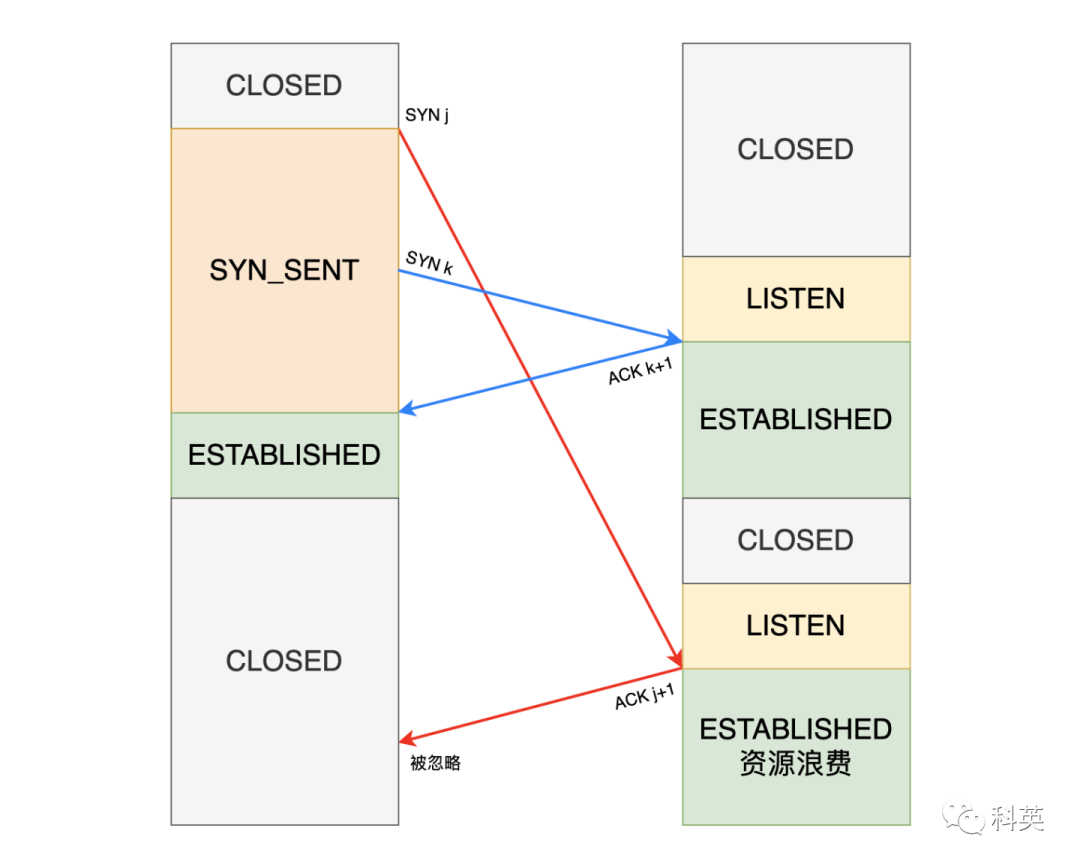 CLOSED
SYN j
CLOSED
SYN k
SYN_SENT
LISTEN
ACK k+1
ESTABLISHED
ESTABLISHED
CLOSED
LISTEN
CLOSED
ACK j+1
ESTABLISHED
资源浪费
被忽略
科英